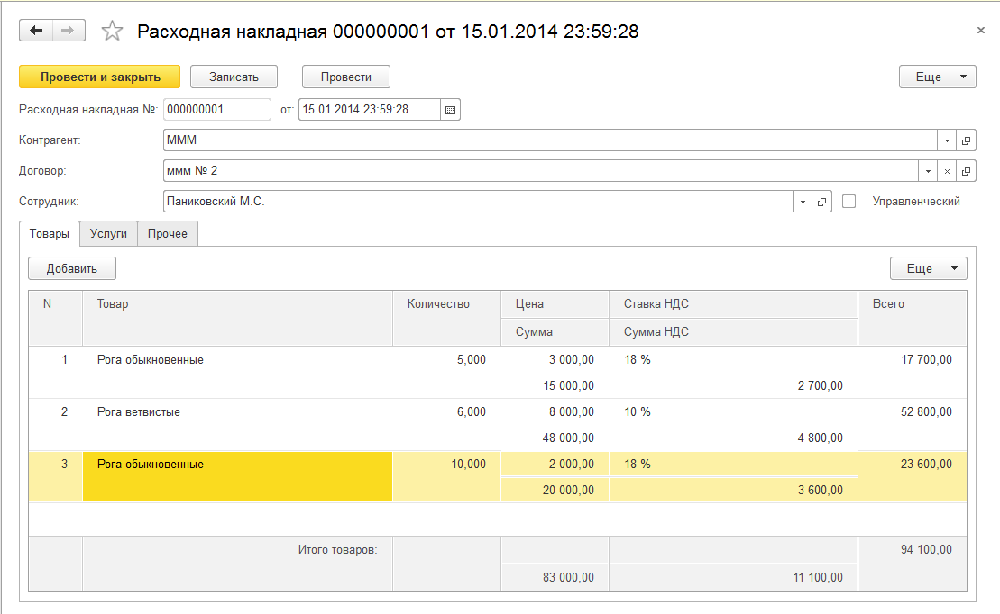 Расходная накладная 000000001 от 15.01.2014 23:59:28
Провести и закрыть Записать Провести Еще
Расходная накладная №: 000000001 от: 15.01.2014 23:59:28
Контрагент: МММ
Договор: ммм № 2
Сотрудник: Паниковский М.С. Управленческий
Товары Услуги Прочее
Добавить Еще
N Товар Количество Цена Ставка НДС Всего
Сумма Сумма НДС
1 Рога обыкновенные 5,000 3 000,00 18 % 17 700,00
15 000,00 2 700,00
2 Рога ветвистые 6,000 8 000,00 10 % 52 800,00
48 000,00 4 800,00
3 Рога обыкновенные 10,000 2 000,00 18 % 23 600,00
20 000,00 3 600,00
Итого товаров: 94 100,00
83 000,00 11 100,00